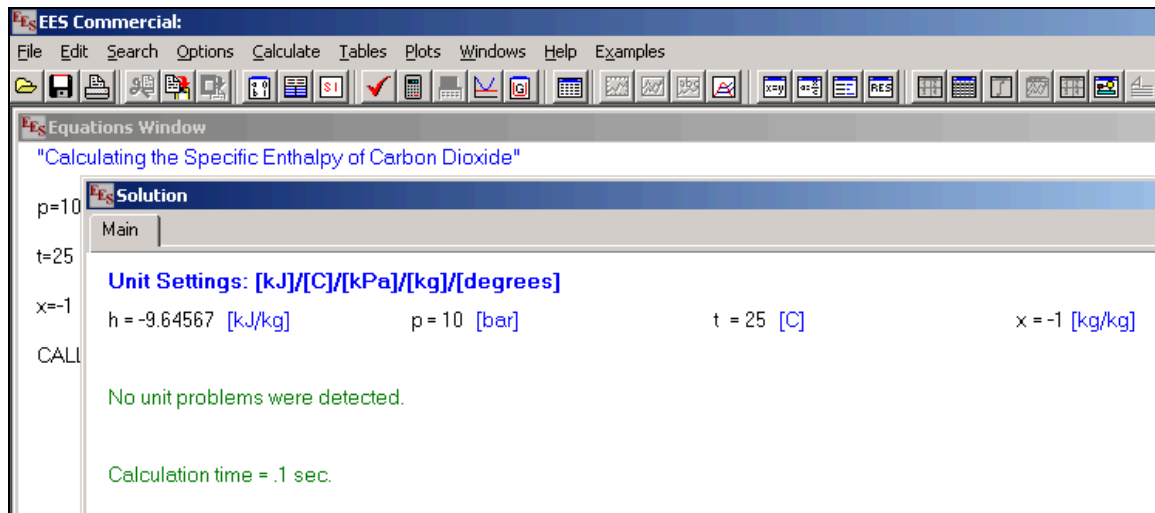 EES Commercial:
File Edit Search Options Calculate Tables Plots Windows Help Examples
Equations Window
"Calculating the Specific Enthalpy of Carbon Dioxide"
p=10
Solution
Main
t=25
Unit Settings: [kJ]/[C]/[kPa]/[kg]/[degrees]
x=-1
h = -9.64567 [kJ/kg] p = 10 [bar] t = 25 [C] x = -1 [kg/kg]
CALL
No unit problems were detected.
Calculation time = .1 sec.